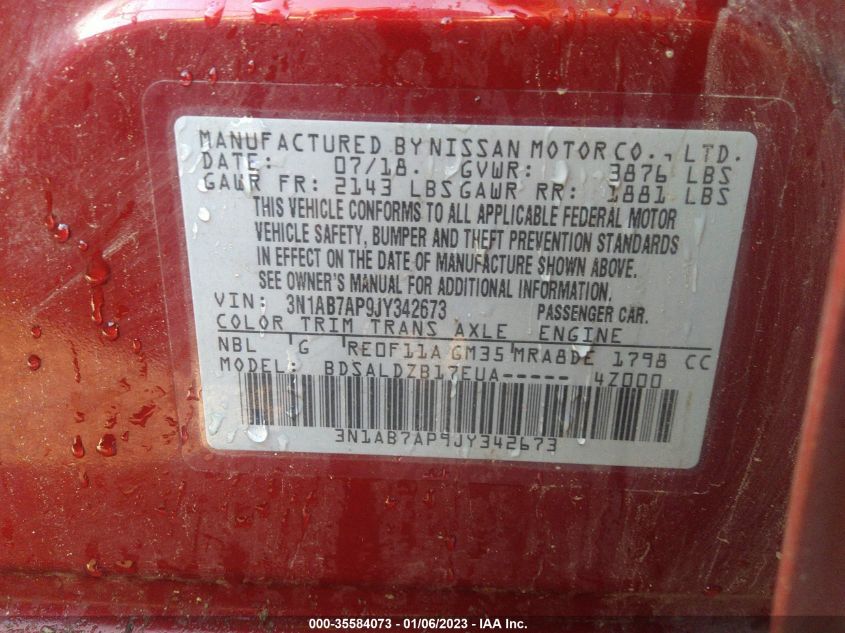 MANUFACTURED BY NISSAN MOTOR CO., LTD.
DATE: 07/18. GVWR: 3876 LBS
GAWR FR: 2143 LBS GAWR RR: 1881 LBS
THIS VEHICLE CONFORMS TO ALL APPLICABLE FEDERAL MOTOR
VEHICLE SAFETY, BUMPER AND THEFT PREVENTION STANDARDS
IN EFFECT ON THE DATE OF MANUFACTURE SHOWN ABOVE.
SEE OWNER'S MANUAL FOR ADDITIONAL INFORMATION.
VIN: 3N1AB7AP9JY342673 PASSENGER CAR.
COLOR TRIM TRANS AXLE ENGINE
NBL G RE0F11A GM35 MRA8DE 1798 CC
MODEL: BDSALDZB17EUA----- 4Z000
3N1AB7AP9JY342673
000-35584073 - 01/06/2023 - IAA Inc.